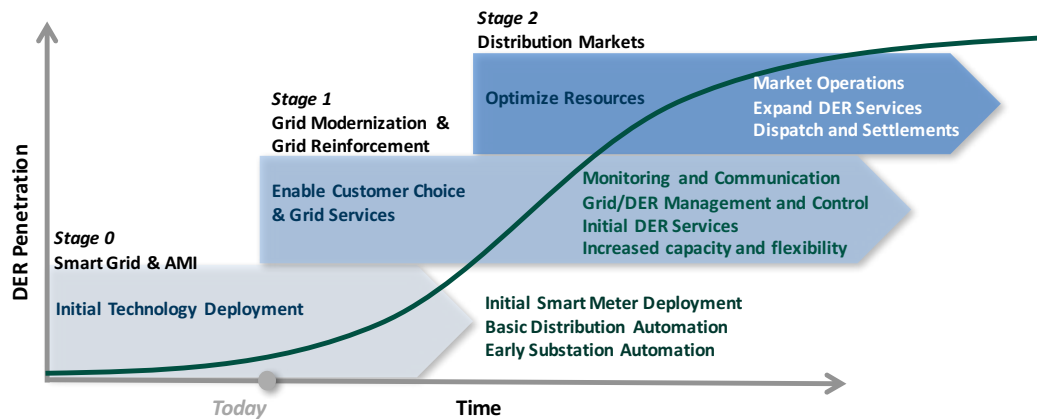 Stage 2
Distribution Markets
Optimize Resources
Market Operations
Expand DER Services
Dispatch and Settlements
Stage 1
Grid Modernization &
Grid Reinforcement
Enable Customer Choice
& Grid Services
Monitoring and Communication
Grid/DER Management and Control
Initial DER Services
Increased capacity and flexibility
Stage 0
Smart Grid & AMI
Initial Technology Deployment
Initial Smart Meter Deployment
Basic Distribution Automation
Early Substation Automation
DER Penetration
Today
Time